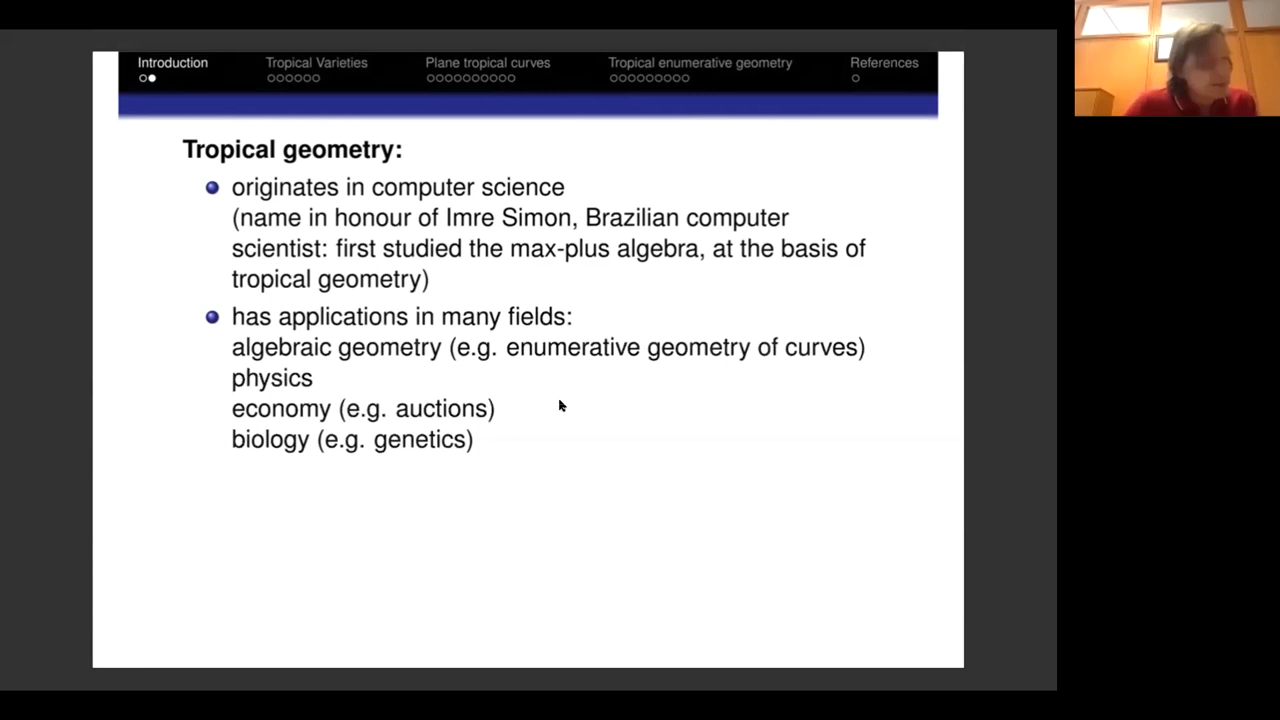 Introduction Tropical Varieties Plane tropical curves Tropical enumerative geometry References
Tropical geometry:
originates in computer science
(name in honour of Imre Simon, Brazilian computer
scientist: first studied the max-plus algebra, at the basis of
tropical geometry)
has applications in many fields:
algebraic geometry (e.g. enumerative geometry of curves)
physics
economy (e.g. auctions)
biology (e.g. genetics)